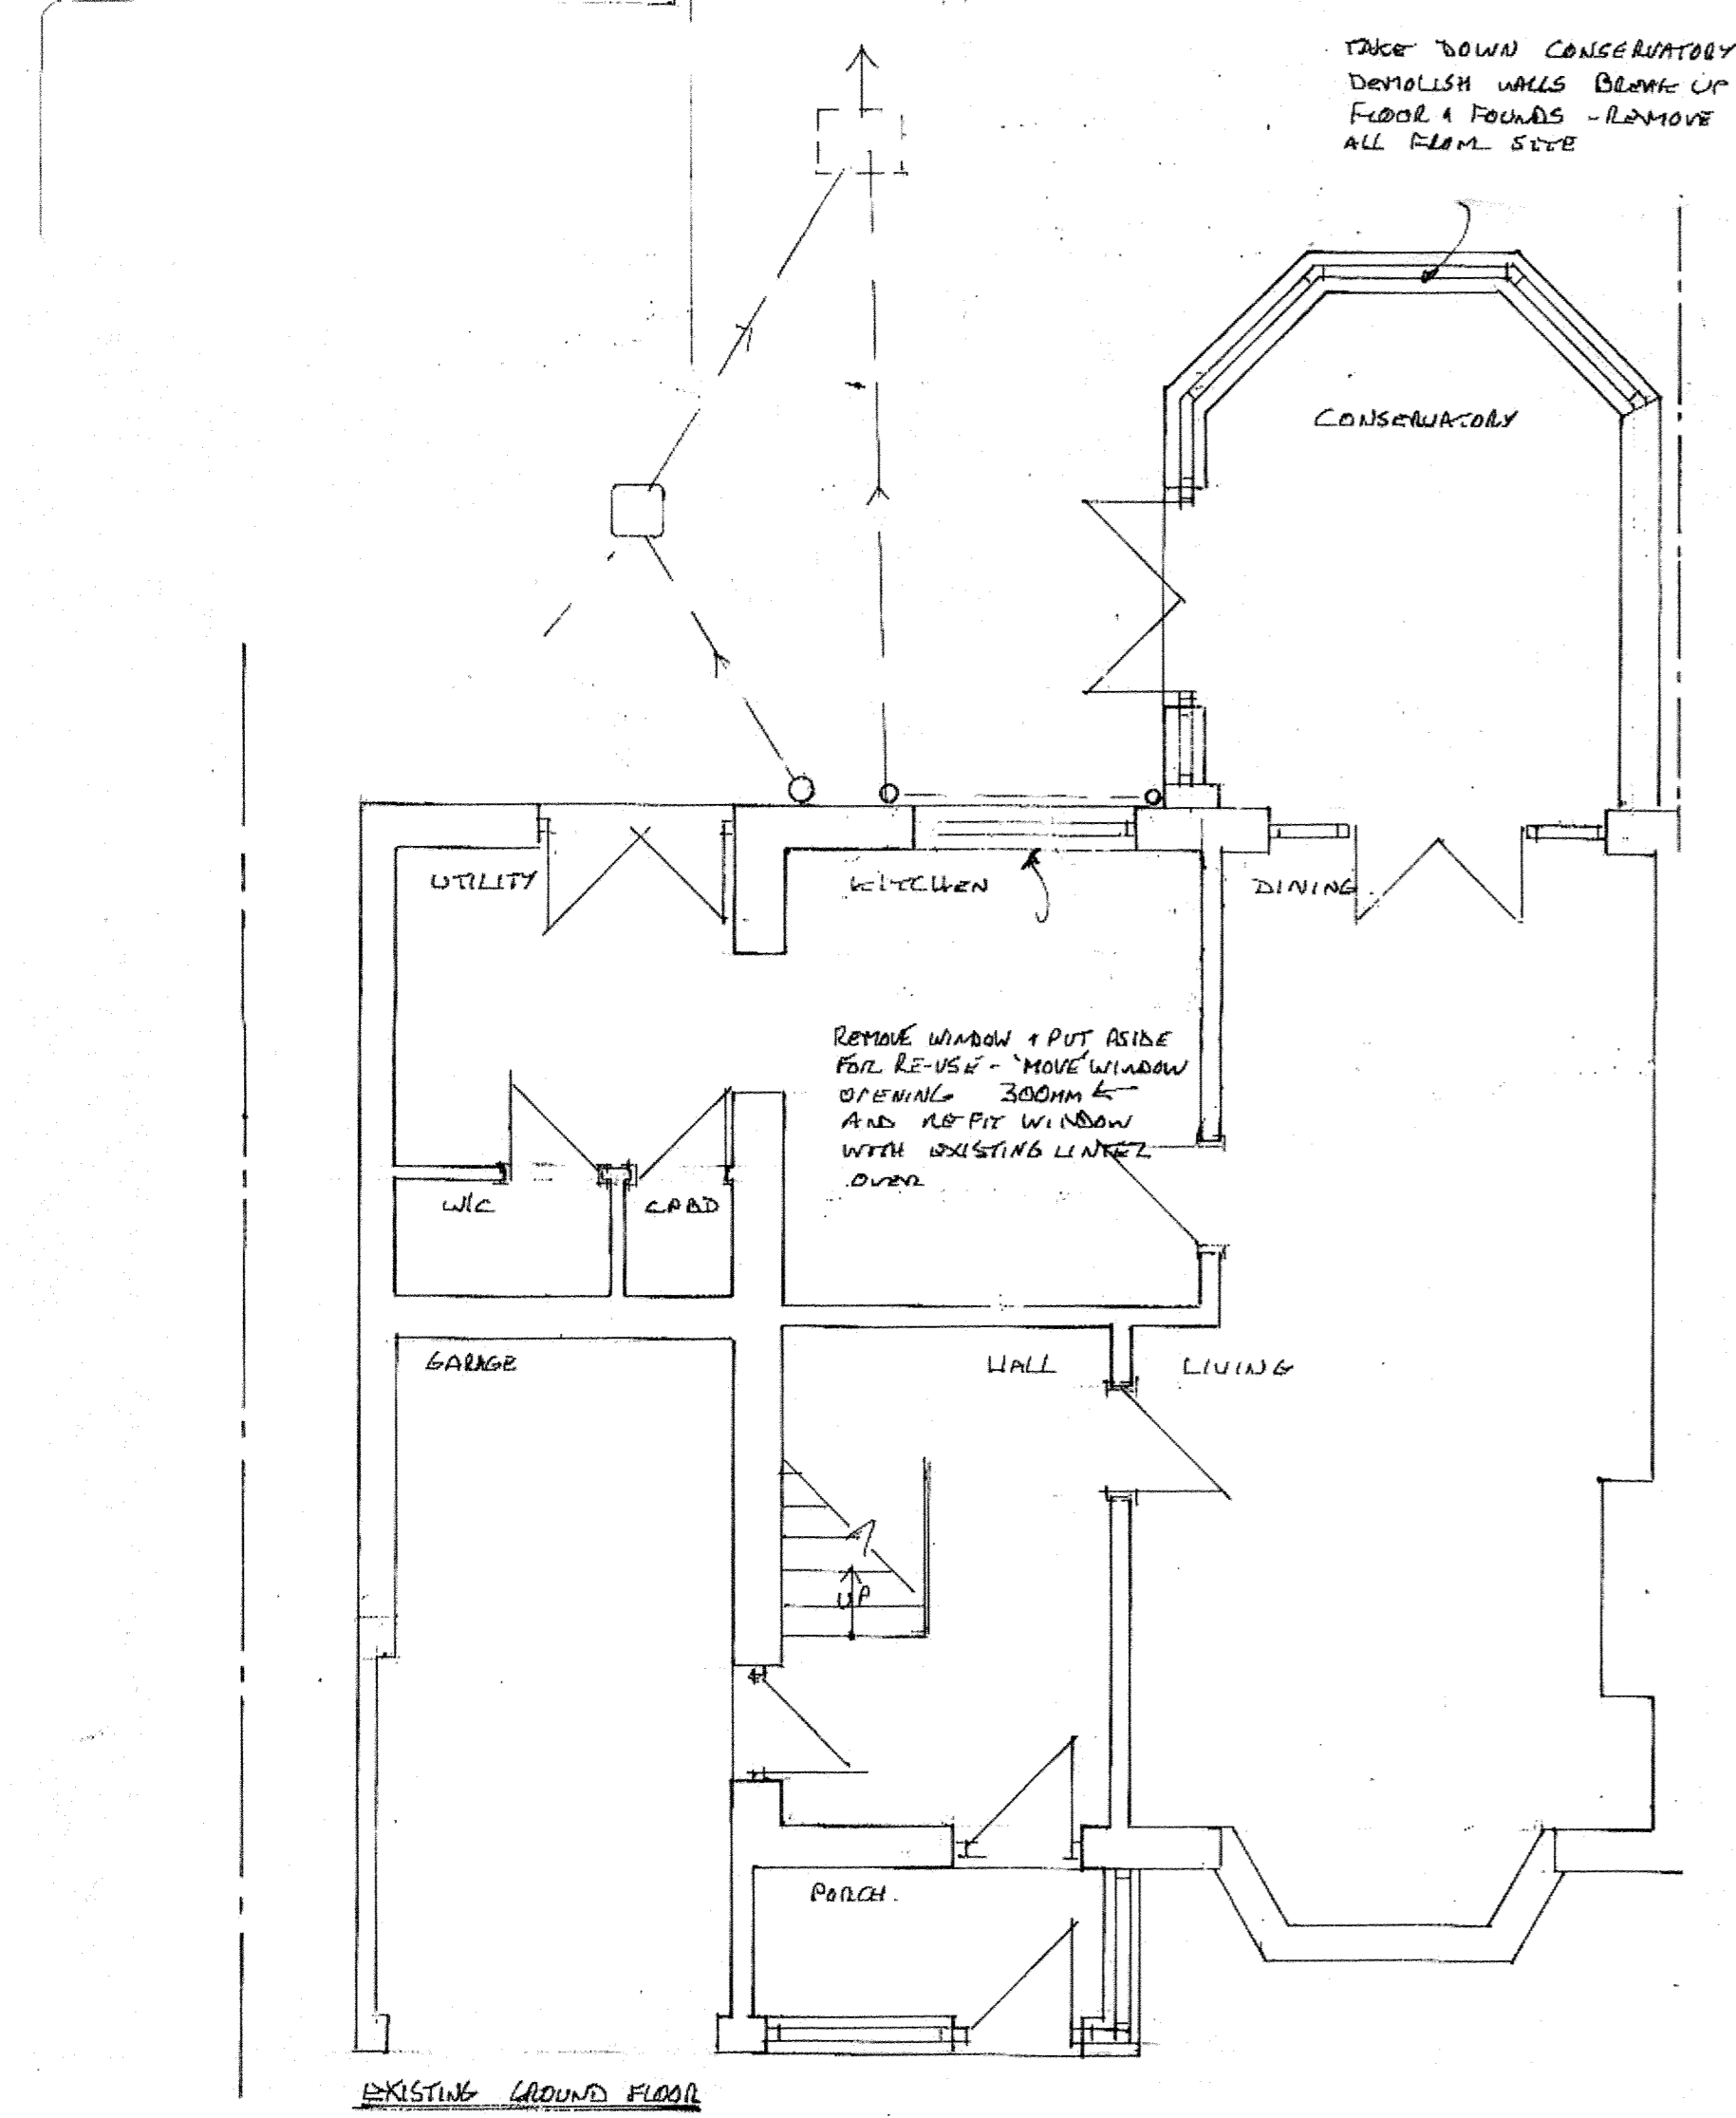 TAKE DOWN CONSERVATORY
DEMOLISH WALLS BREAK UP
FLOOR & FOUNDS - REMOVE
ALL FROM SITE
CONSERVATORY
UTILITY
KITCHEN
DINING
REMOVE WINDOW & PUT ASIDE
FOR RE-USE - 'MOVE' WINDOW
OPENING 300MM ←
AND REFIT WINDOW
WITH EXISTING LINTEL
OVER
W/C
CPBD
GARAGE
HALL
LIVING
UP
PORCH.
EXISTING GROUND FLOOR